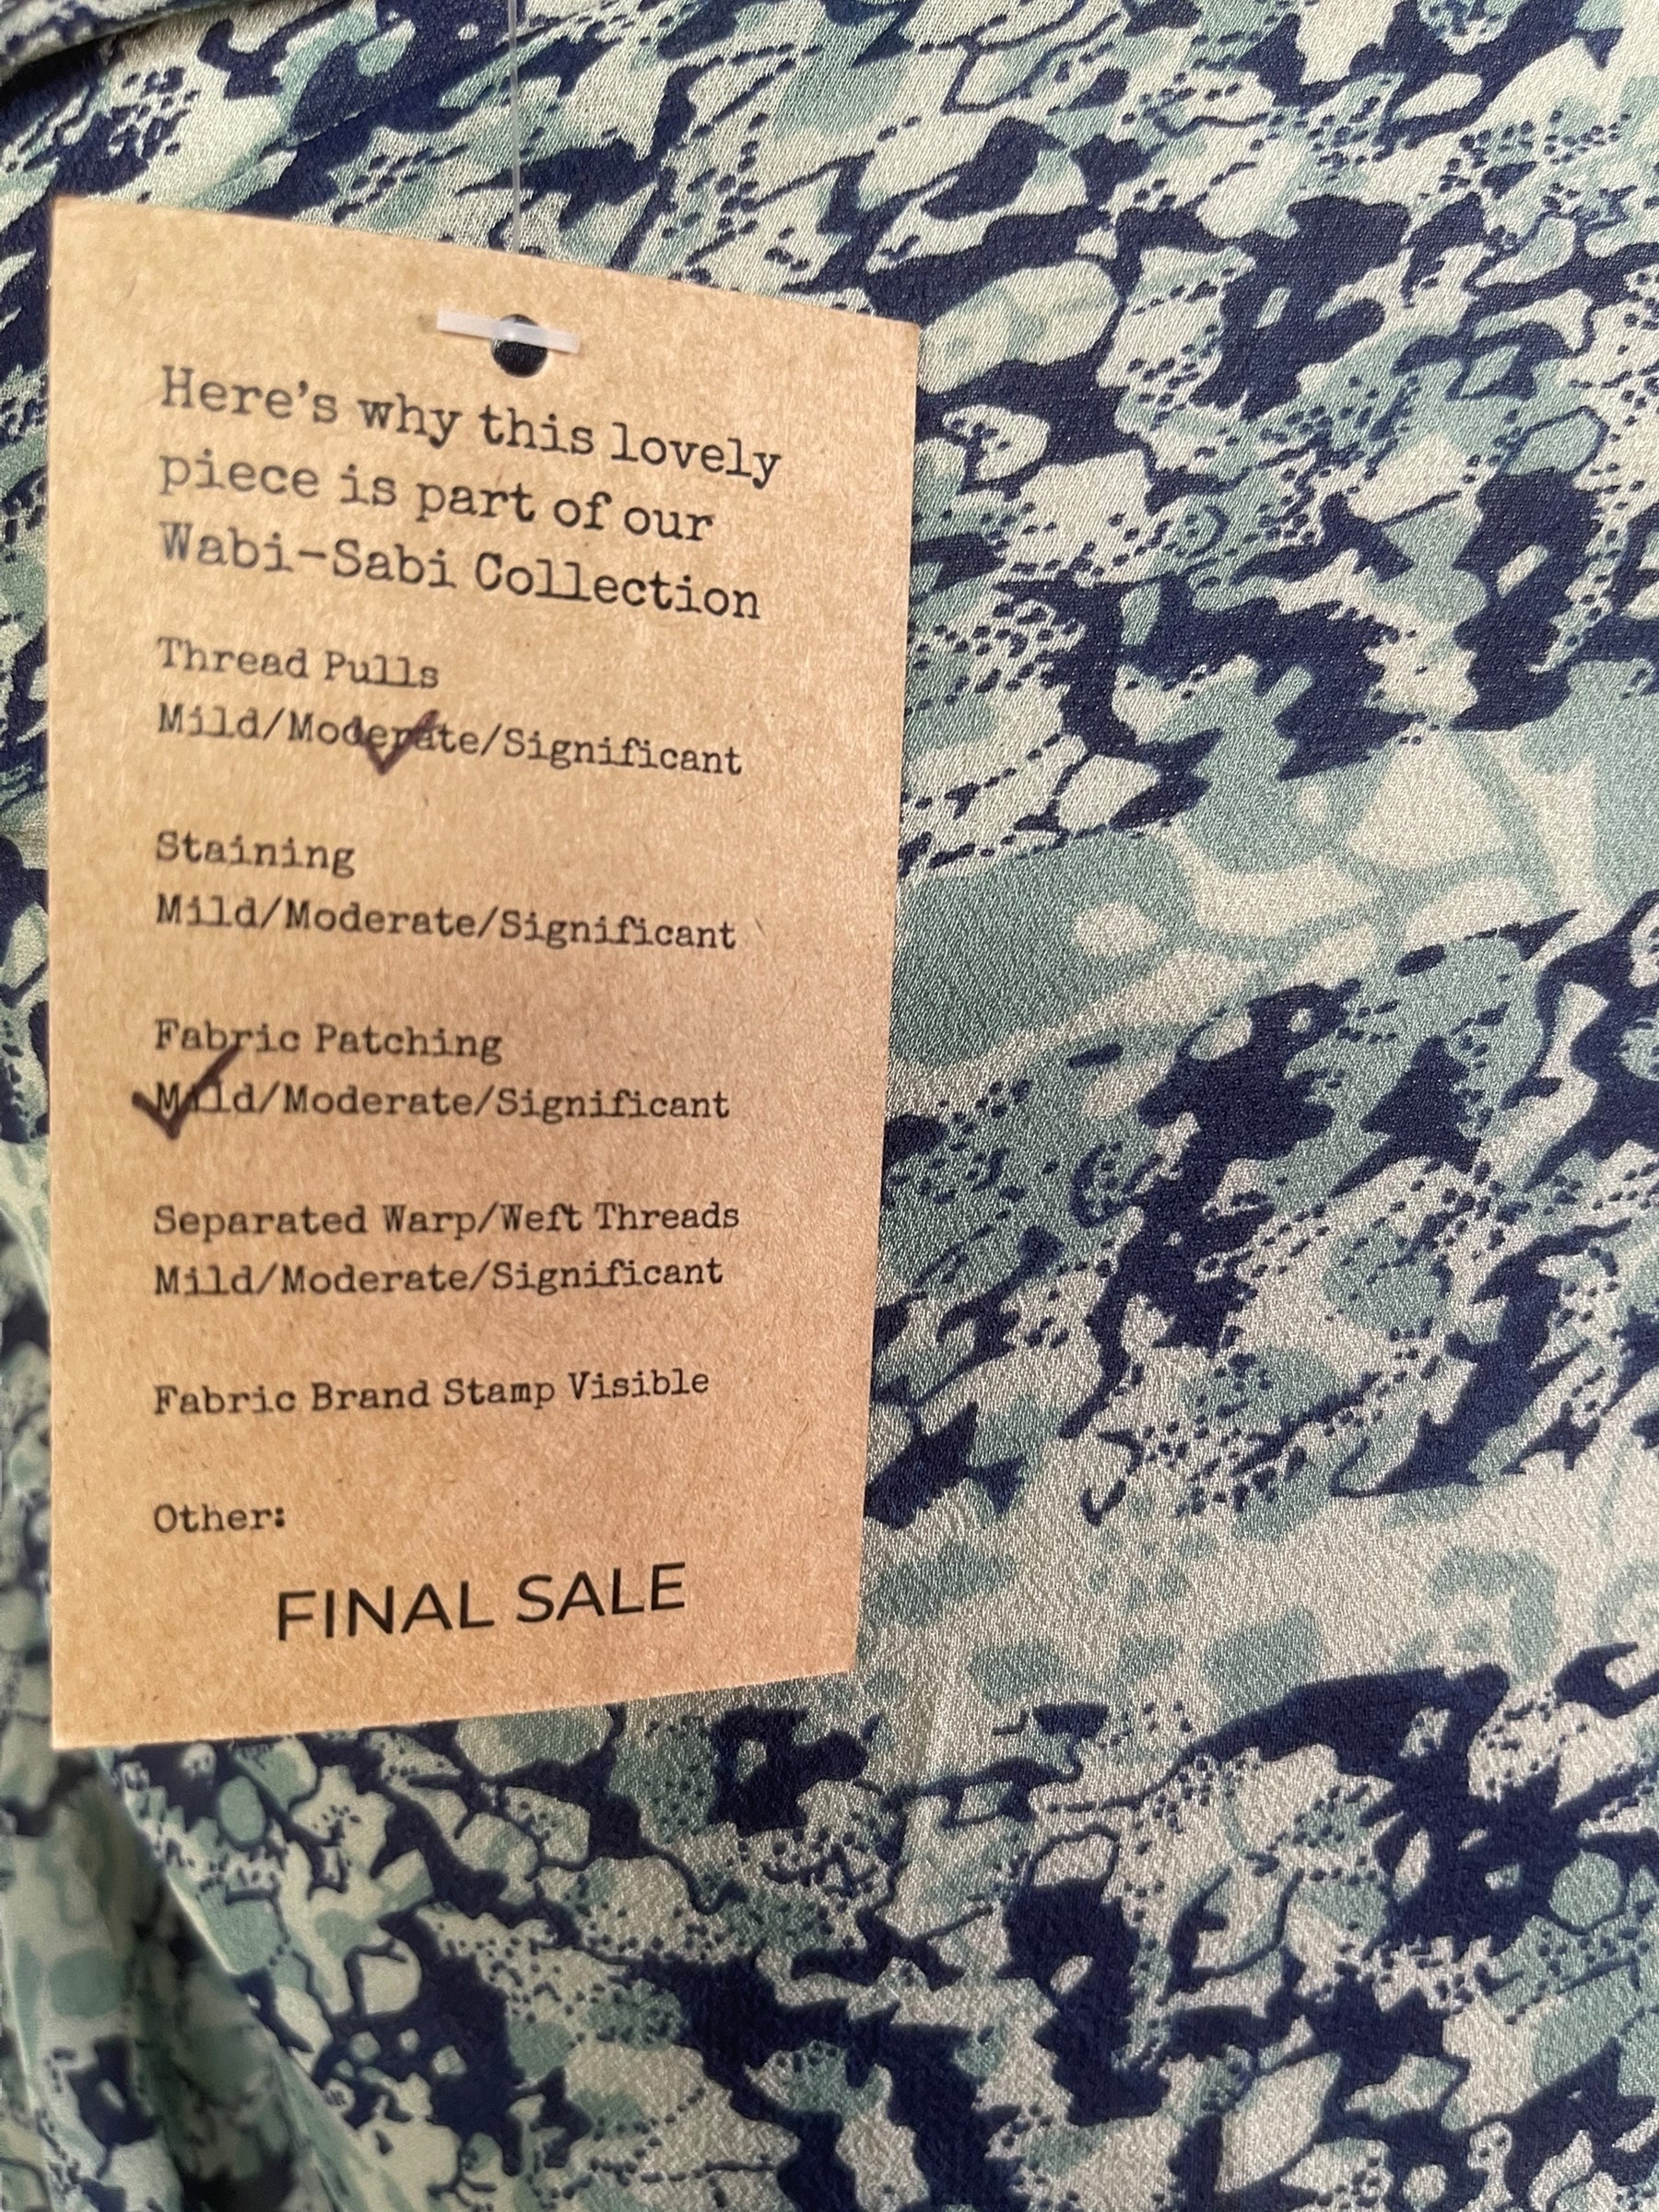 Here's why this lovely
piece is part of our
Wabi-Sabi Collection
Thread Pulls
Mild/Moderate/Significant
Staining
Mild/Moderate/Significant
Fabric Patching
Mild/Moderate/Significant
Separated Warp/Weft Threads
Mild/Moderate/Significant
Fabric Brand Stamp Visible
Other:
FINAL SALE